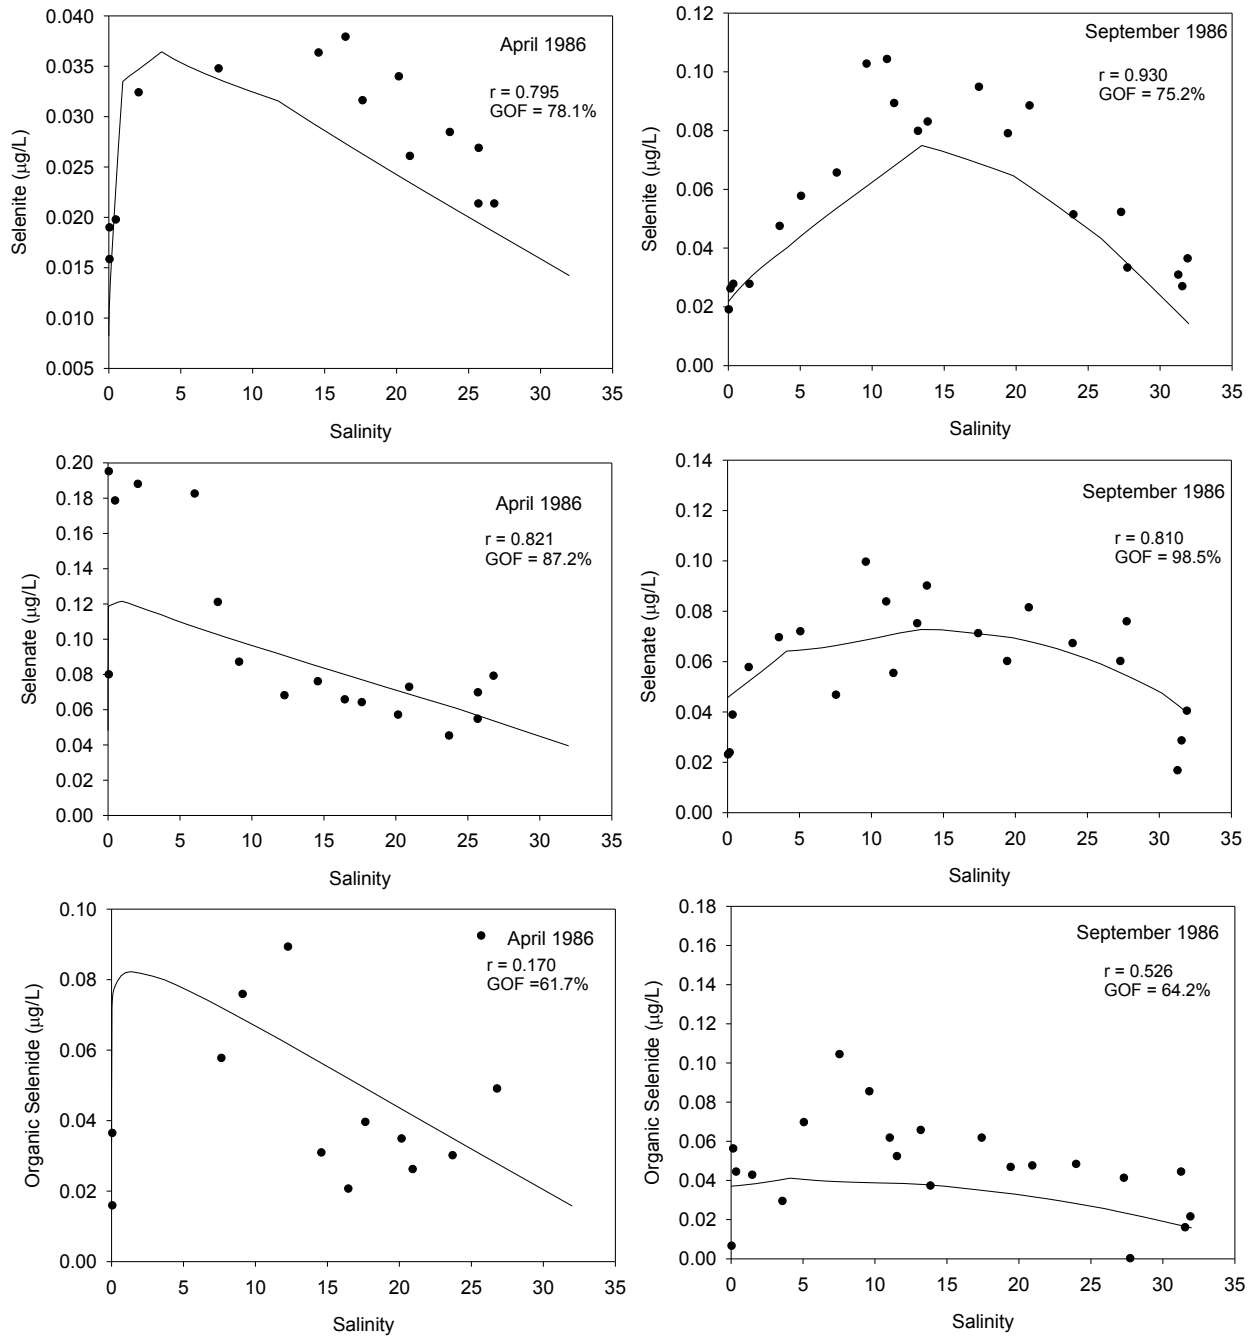 0.040
0.035
0.030
0.025
0.020
0.015
0.010
0.005
Selenite (µg/L)
April 1986
r = 0.795
GOF = 78.1%
0 5 10 15 20 25 30 35
Salinity
0.12
0.10
0.08
0.06
0.04
0.02
0.00
Selenite (µg/L)
September 1986
r = 0.930
GOF = 75.2%
0 5 10 15 20 25 30 35
Salinity
0.20
0.18
0.16
0.14
0.12
0.10
0.08
0.06
0.04
0.02
0.00
Selenate (µg/L)
April 1986
r = 0.821
GOF = 87.2%
0 5 10 15 20 25 30 35
Salinity
0.14
0.12
0.10
0.08
0.06
0.04
0.02
0.00
Selenate (µg/L)
September 1986
r = 0.810
GOF = 98.5%
0 5 10 15 20 25 30 35
Salinity
0.10
0.08
0.06
0.04
0.02
0.00
Organic Selenide (µg/L)
April 1986
r = 0.170
GOF =61.7%
0 5 10 15 20 25 30 35
Salinity
0.18
0.16
0.14
0.12
0.10
0.08
0.06
0.04
0.02
0.00
Organic Selenide (µg/L)
September 1986
r = 0.526
GOF = 64.2%
0 5 10 15 20 25 30 35
Salinity